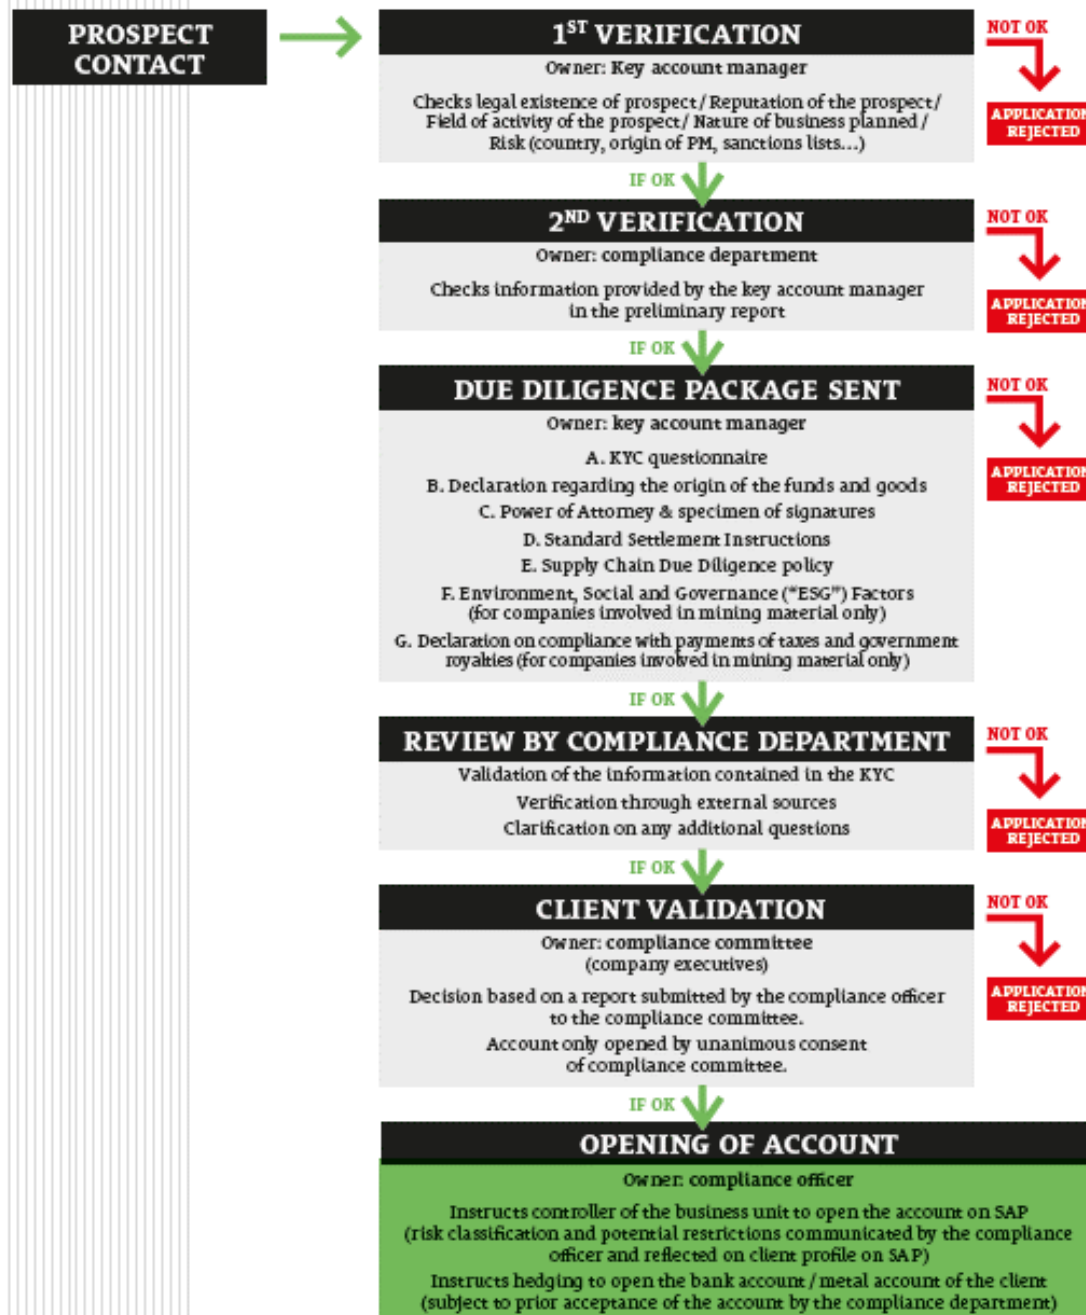 PROSPECT
CONTACT
1ST VERIFICATION
Owner: Key account manager
Checks legal existence of prospect / Reputation of the prospect /
Field of activity of the prospect / Nature of business planned /
Risk (country, origin of PM, sanctions lists...)
NOT OK
APPLICATION
REJECTED
IF OK
2ND VERIFICATION
Owner: compliance department
Checks information provided by the key account manager
in the preliminary report
NOT OK
APPLICATION
REJECTED
IF OK
DUE DILIGENCE PACKAGE SENT
Owner: key account manager
A. KYC questionnaire
B. Declaration regarding the origin of the funds and goods
C. Power of Attorney & specimen of signatures
D. Standard Settlement Instructions
E. Supply Chain Due Diligence policy
F. Environment, Social and Governance ("ESG") Factors
(for companies involved in mining material only)
G. Declaration on compliance with payments of taxes and government
royalties (for companies involved in mining material only)
NOT OK
APPLICATION
REJECTED
IF OK
REVIEW BY COMPLIANCE DEPARTMENT
Validation of the information contained in the KYC
Verification through external sources
Clarification on any additional questions
NOT OK
APPLICATION
REJECTED
IF OK
CLIENT VALIDATION
Owner: compliance committee
(company executives)
Decision based on a report submitted by the compliance officer
to the compliance committee.
Account only opened by unanimous consent
of compliance committee.
NOT OK
APPLICATION
REJECTED
IF OK
OPENING OF ACCOUNT
Owner: compliance officer
Instructs controller of the business unit to open the account on SAP
(risk classification and potential restrictions communicated by the compliance
officer and reflected on client profile on SAP)
Instructs hedging to open the bank account / metal account of the client
(subject to prior acceptance of the account by the compliance department)